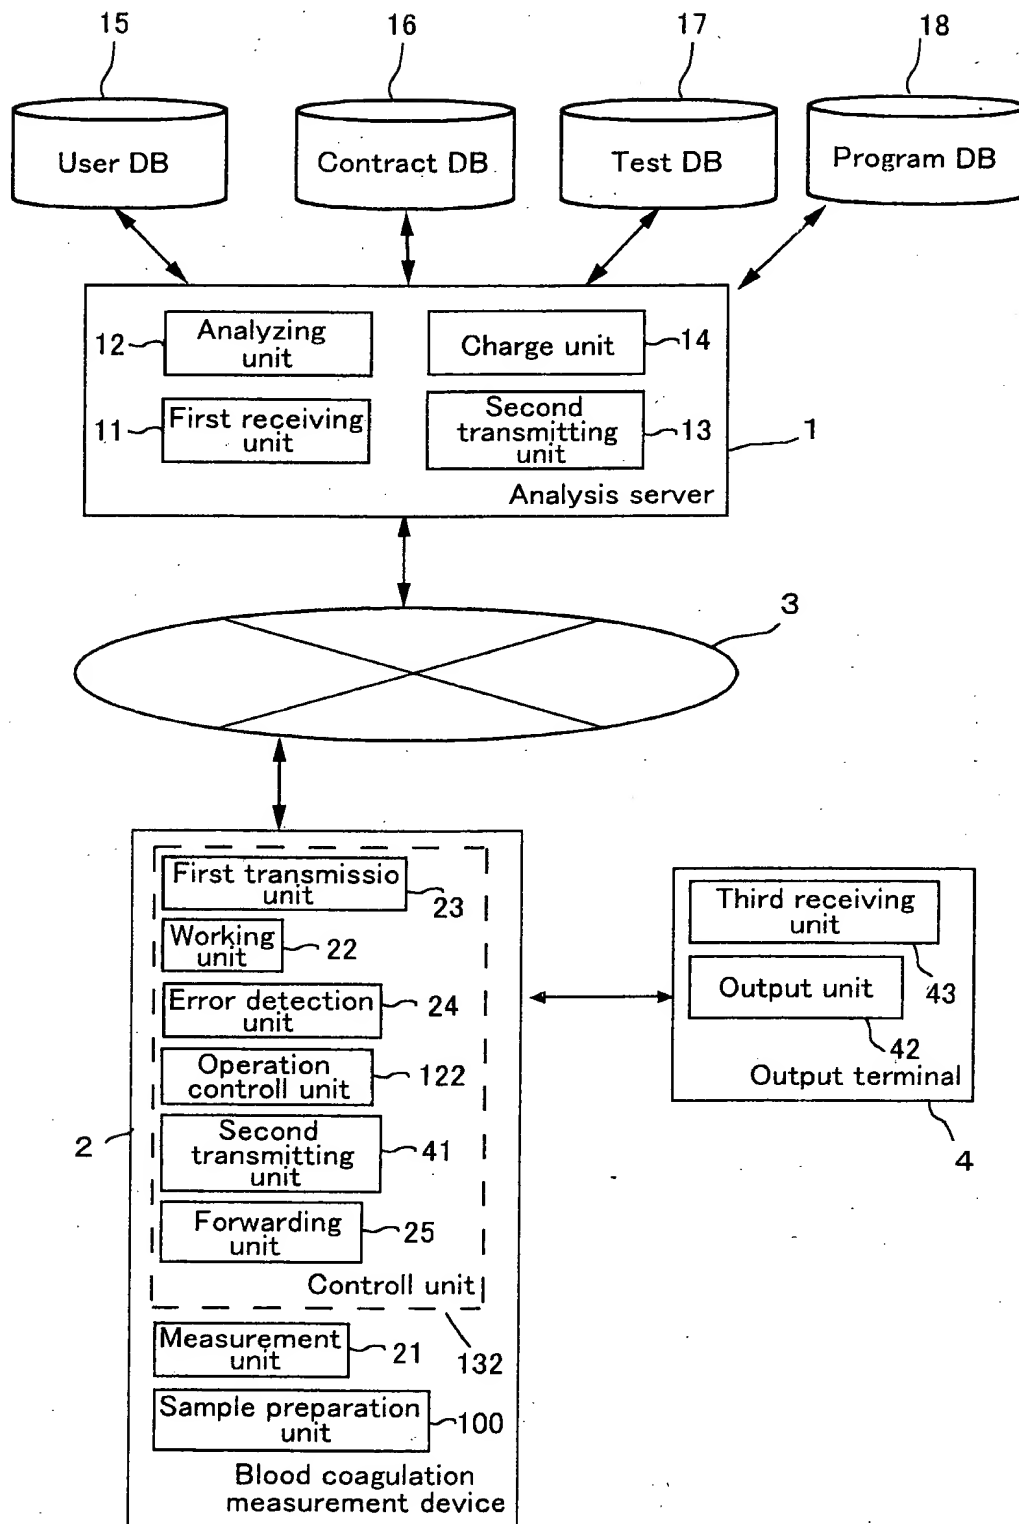 15
16
17
18
User DB
Contract DB
Test DB
Program DB
12
Analyzing
unit
Charge unit
14
11
First receiving
unit
Second
transmitting
unit
13
1
Analysis server
3
First transmissio
unit
23
Working
unit
22
Error detection
unit
24
Operation
controll unit
122
2
Second
transmitting
unit
41
Forwarding
unit
25
Controll unit
132
Measurement
unit
21
Sample preparation
unit
100
Blood coagulation
measurement device
Third receiving
unit
43
Output unit
42
Output terminal
4